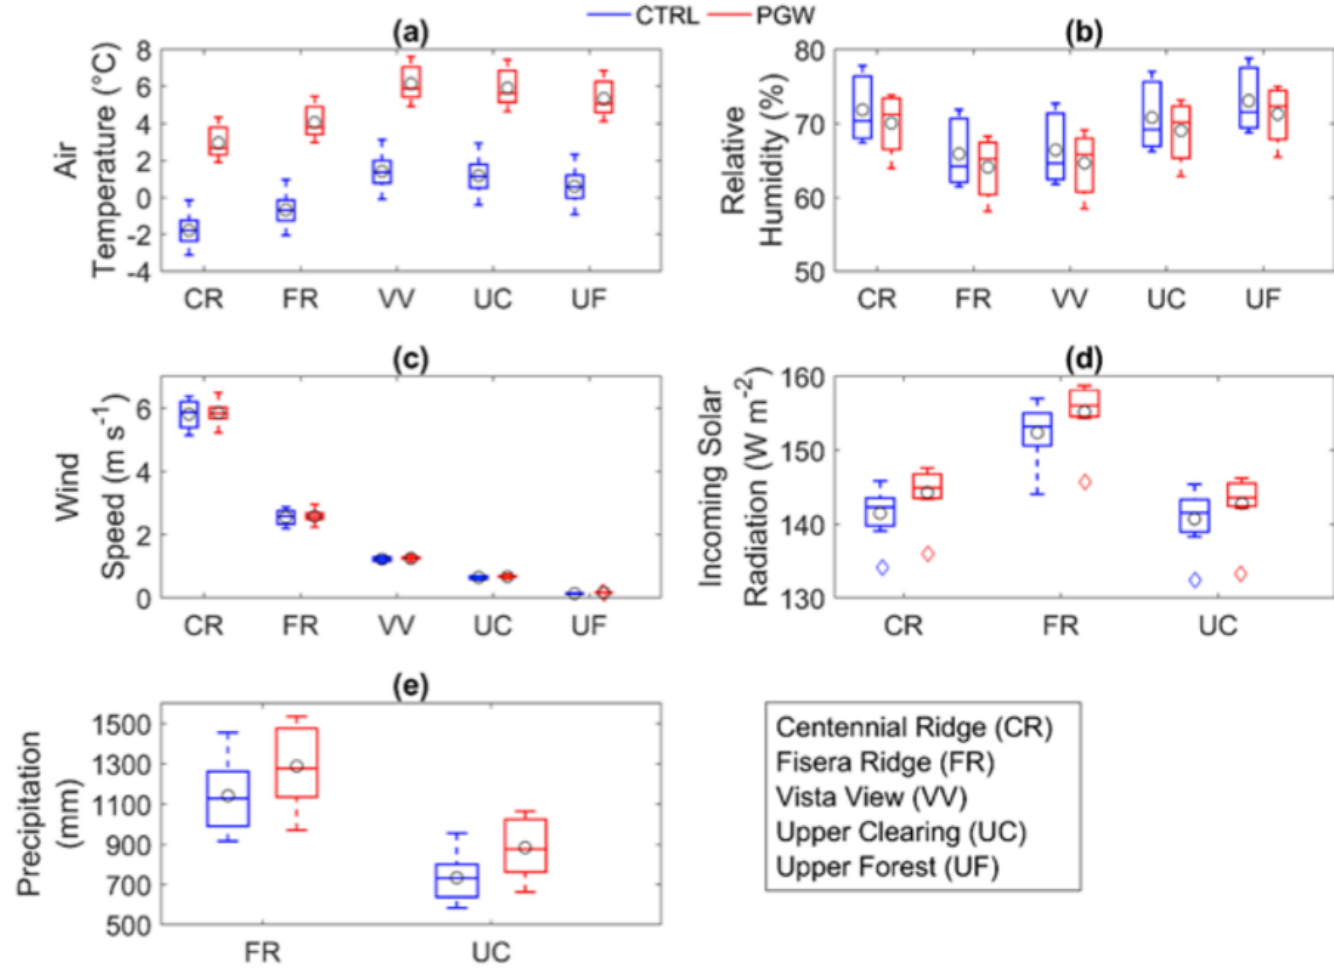 CTRL PGW
(a)
Air
Temperature (°C)
8
6
4
2
0
-2
-4
CR FR VV UC UF
(b)
Relative
Humidity (%)
80
70
60
50
CR FR VV UC UF
(c)
Wind
Speed (m s⁻¹)
6
4
2
0
CR FR VV UC UF
(d)
Incoming Solar
Radiation (W m⁻²)
160
150
140
130
CR FR UC
(e)
Precipitation
(mm)
1500
1300
1100
900
700
500
FR UC
Centennial Ridge (CR)
Fisera Ridge (FR)
Vista View (VV)
Upper Clearing (UC)
Upper Forest (UF)